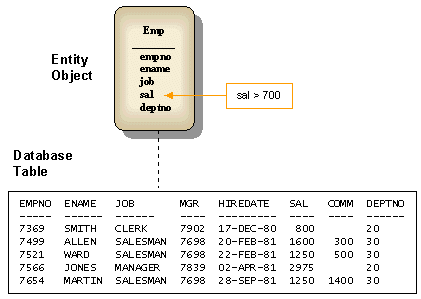 Emp
Entity
Object
empno
ename
job
sal
deptno
sal > 700
Database
Table
EMPNO ENAME JOB MGR HIREDATE SAL COMM DEPTNO
----- ----- ------ ---- --------- ---- ---- ------
7369 SMITH CLERK 7902 17-DEC-80 800 20
7499 ALLEN SALESMAN 7698 20-FEB-81 1600 300 30
7521 WARD SALESMAN 7698 22-FEB-81 1250 500 30
7566 JONES MANAGER 7839 02-APR-81 2975 20
7654 MARTIN SALESMAN 7698 28-SEP-81 1250 1400 30